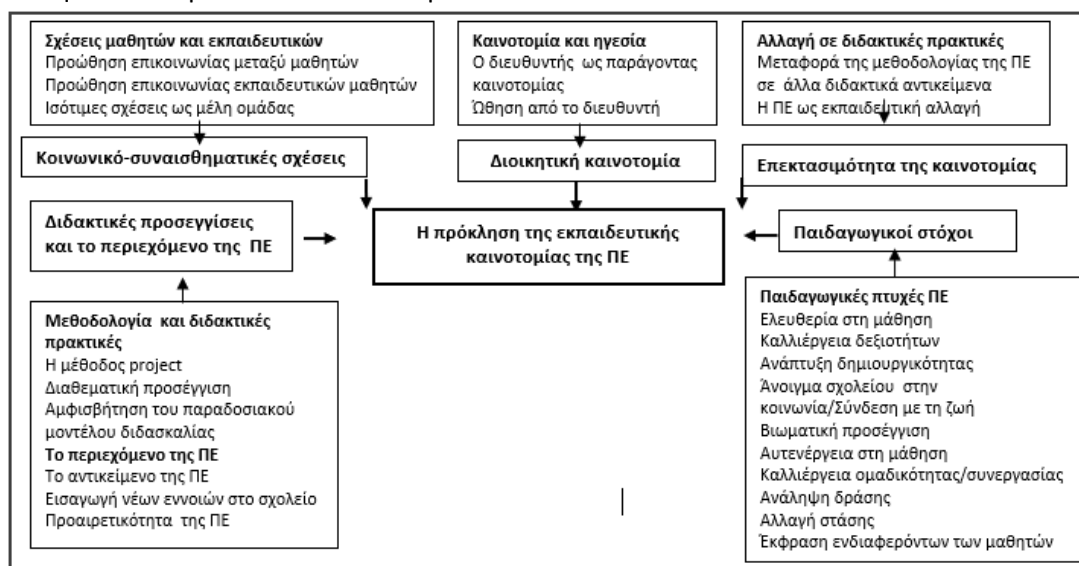 Σχέσεις μαθητών και εκπαιδευτικών
Προώθηση επικοινωνίας μεταξύ μαθητών
Προώθηση επικοινωνίας εκπαιδευτικών μαθητών
Ισότιμες σχέσεις ως μέλη ομάδας
Καινοτομία και ηγεσία
Ο διευθυντής ως παράγοντας
καινοτομίας
Ώθηση από το διευθυντή
Αλλαγή σε διδακτικές πρακτικές
Μεταφορά της μεθοδολογίας της ΠΕ
σε άλλα διδακτικά αντικείμενα
Η ΠΕ ως εκπαιδευτική αλλαγή
Κοινωνικό-συναισθηματικές σχέσεις
Διοικητική καινοτομία
Επεκτασιμότητα της καινοτομίας
Διδακτικές προσεγγίσεις
και το περιεχόμενο της ΠΕ
Η πρόκληση της εκπαιδευτικής
καινοτομίας της ΠΕ
Παιδαγωγικοί στόχοι
Μεθοδολογία και διδακτικές
πρακτικές
Η μέθοδος project
Διαθεματική προσέγγιση
Αμφισβήτηση του παραδοσιακού
μοντέλου διδασκαλίας
Το περιεχόμενο της ΠΕ
Το αντικείμενο της ΠΕ
Εισαγωγή νέων εννοιών στο σχολείο
Προαιρετικότητα της ΠΕ
Παιδαγωγικές πτυχές ΠΕ
Ελευθερία στη μάθηση
Καλλιέργεια δεξιοτήτων
Ανάπτυξη δημιουργικότητας
Άνοιγμα σχολείου στην
κοινωνία/Σύνδεση με τη ζωή
Βιωματική προσέγγιση
Αυτενέργεια στη μάθηση
Καλλιέργεια ομαδικότητας/συνεργασίας
Ανάληψη δράσης
Αλλαγή στάσης
Έκφραση ενδιαφερόντων των μαθητών